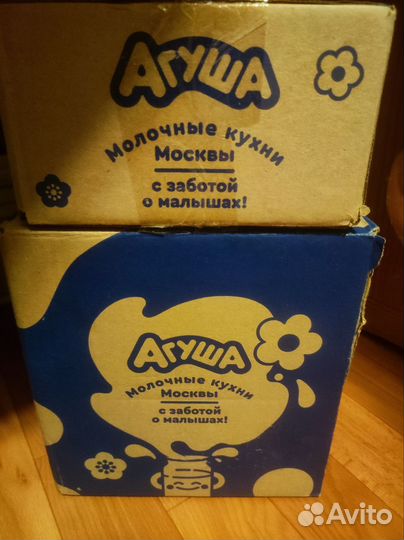 Агуша
Молочные кухни
Москвы
с заботой
о малышах!
Агуша
Молочные кухни
Москвы
с заботой
о малышах!
Avito